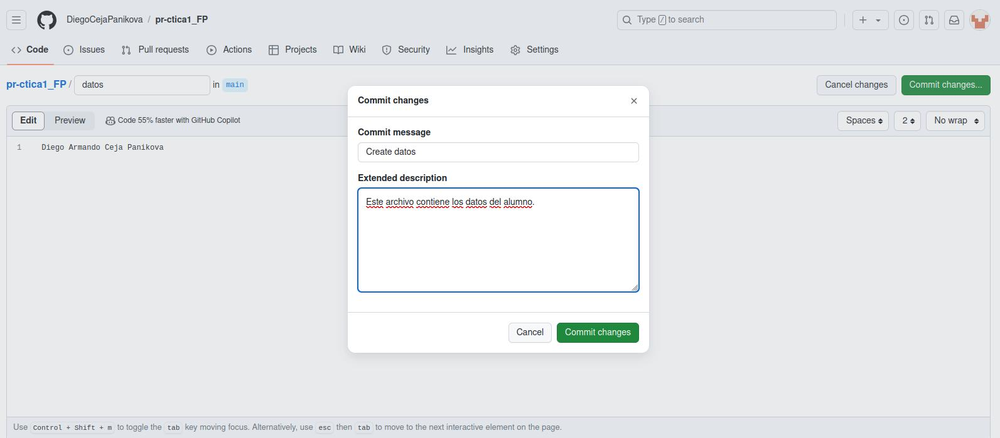 DiegoCejaPanikova / pr-ctica1_FP
Type / to search
Code Issues Pull requests Actions Projects Wiki Security Insights Settings
pr-ctica1_FP / datos in main
Cancel changes Commit changes...
Edit Preview Code 55% faster with GitHub Copilot
Spaces 2 No wrap
1 Diego Armando Ceja Panikova
Commit changes
Commit message
Create datos
Extended description
Este archivo contiene los datos del alumno.
Cancel Commit changes
Use Control + Shift + m to toggle the tab key moving focus. Alternatively, use esc then tab to move to the next interactive element on the page.